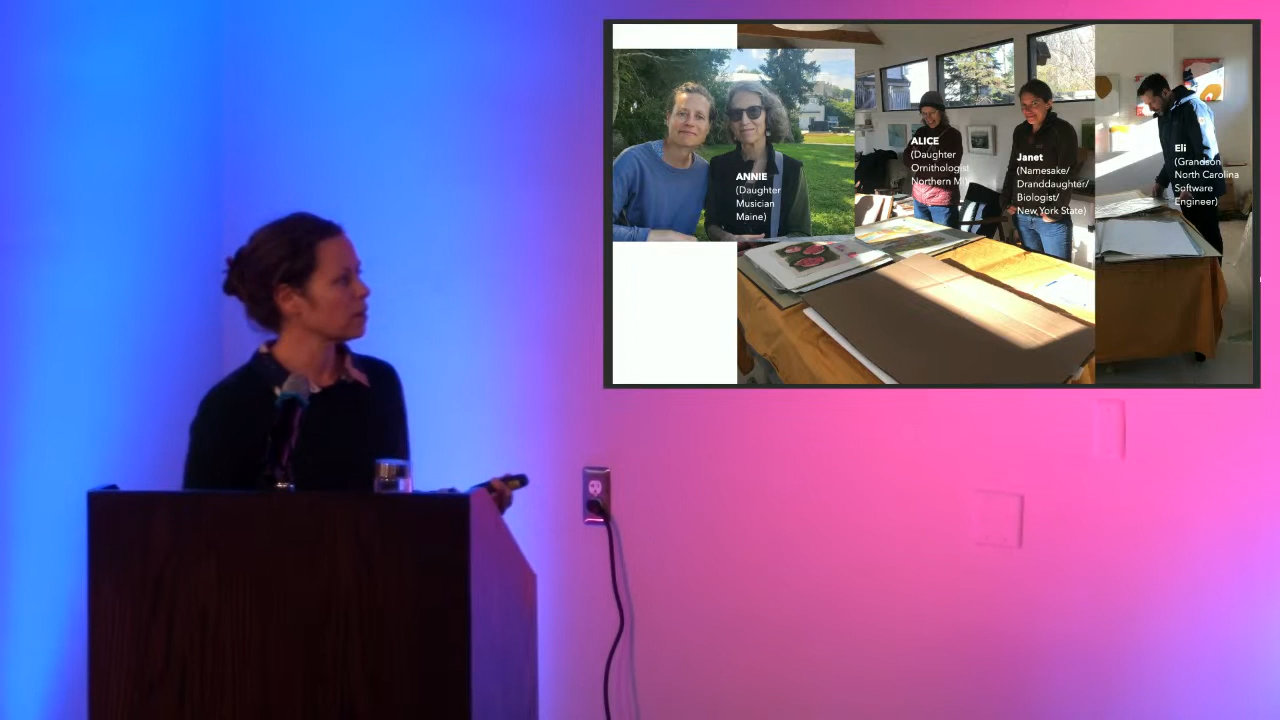 ANNIE
(Daughter
Musician
Maine)
ALICE
(Daughter
Ornithologist
Northern MI)
Janet
(Namesake/
Dranddaughter/
Biologist/
New York State)
Eli
(Grandson
North Carolina
Software
Engineer)